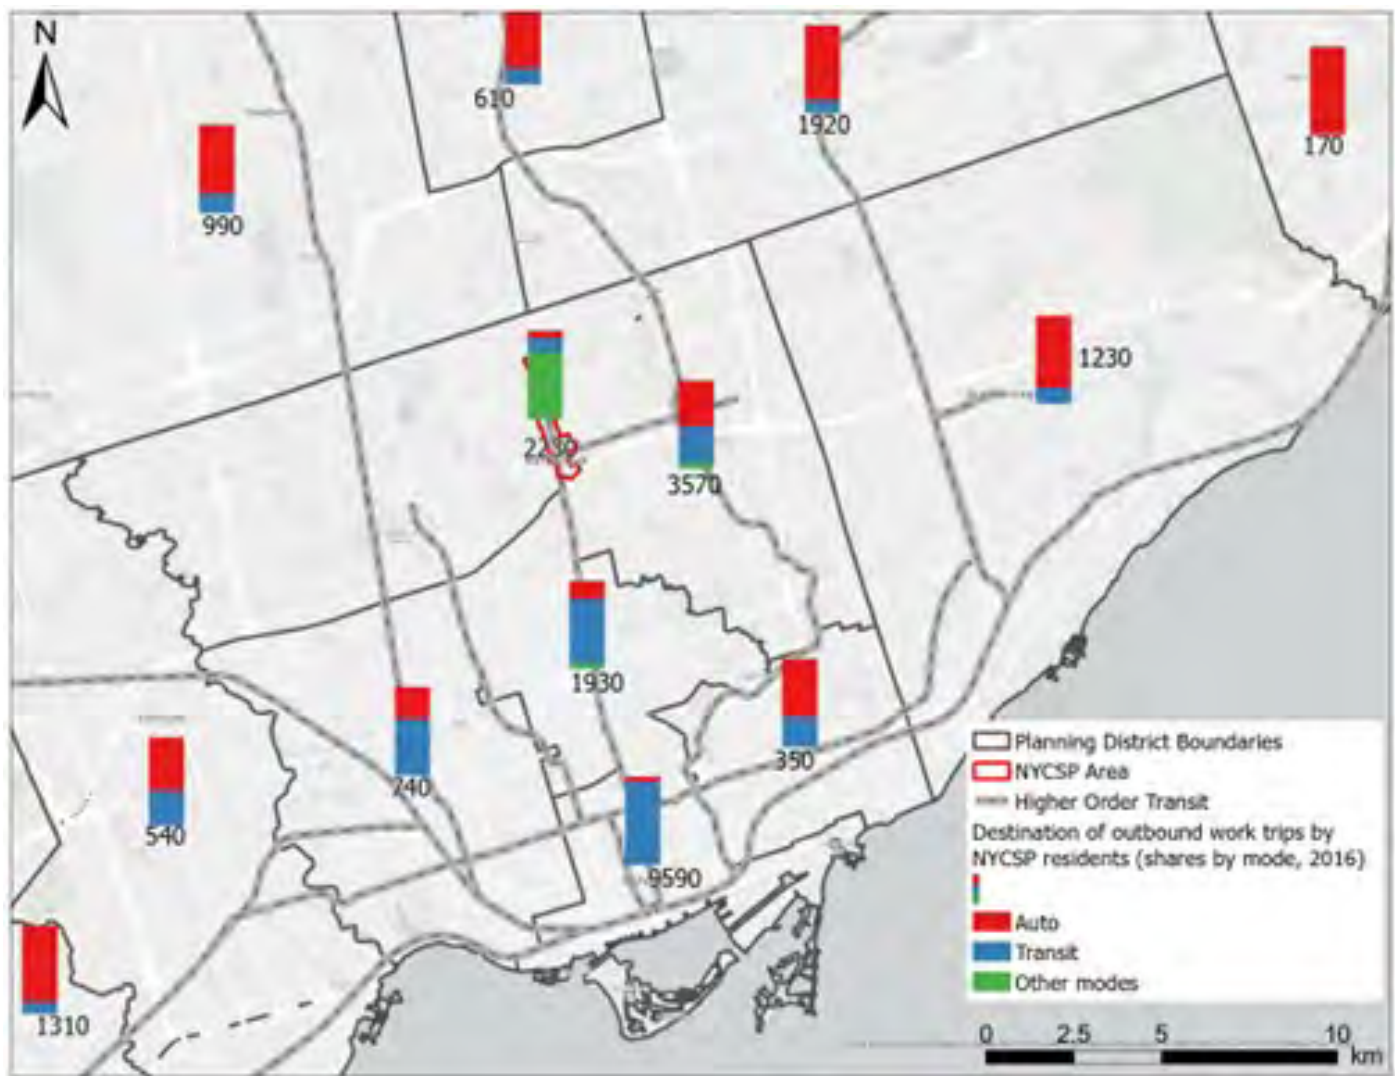 N
610
1920
170
990
1230
3570
1930
350
740
540
9590
1310
Planning District Boundaries
NYCSP Area
Higher Order Transit
Destination of outbound work trips by
NYCSP residents (shares by mode, 2016)
Auto
Transit
Other modes
0 2.5 5 10
km